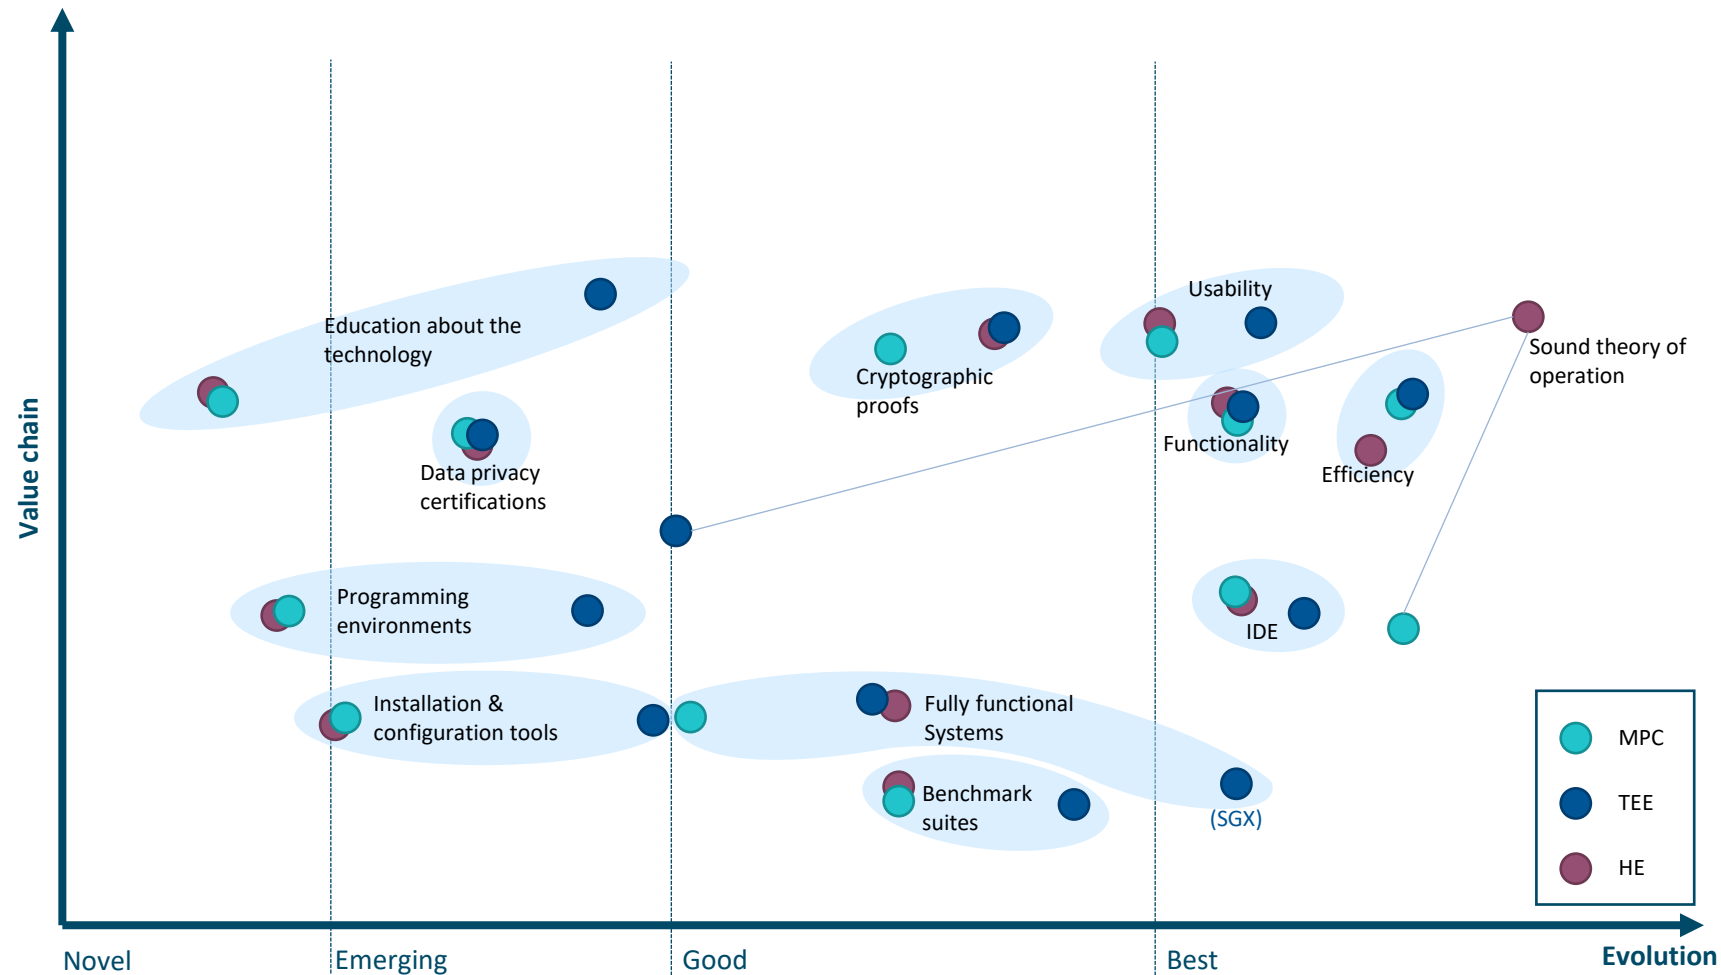 Value chain
Education about the
technology
Usability
Sound theory of
operation
Cryptographic
proofs
Functionality
Efficiency
Data privacy
certifications
Programming
environments
IDE
Installation &
configuration tools
Fully functional
Systems
Benchmark
suites
(SGX)
MPC
TEE
HE
Novel
Emerging
Good
Best
Evolution